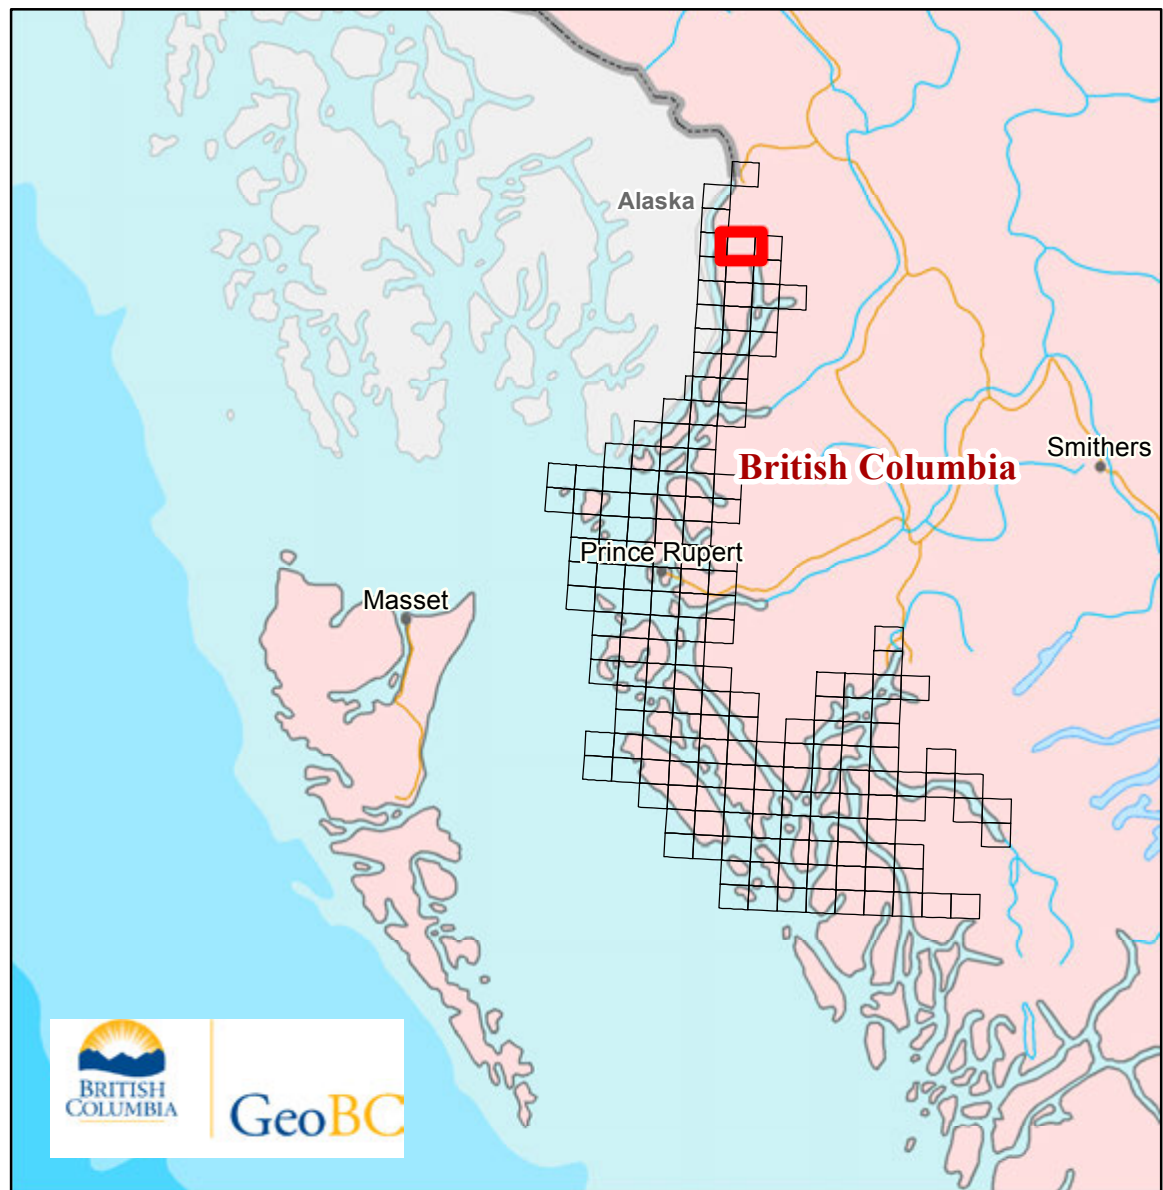 Alaska
Smithers
British Columbia
Prince Rupert
Masset
BRITISH
COLUMBIA
GeoBC